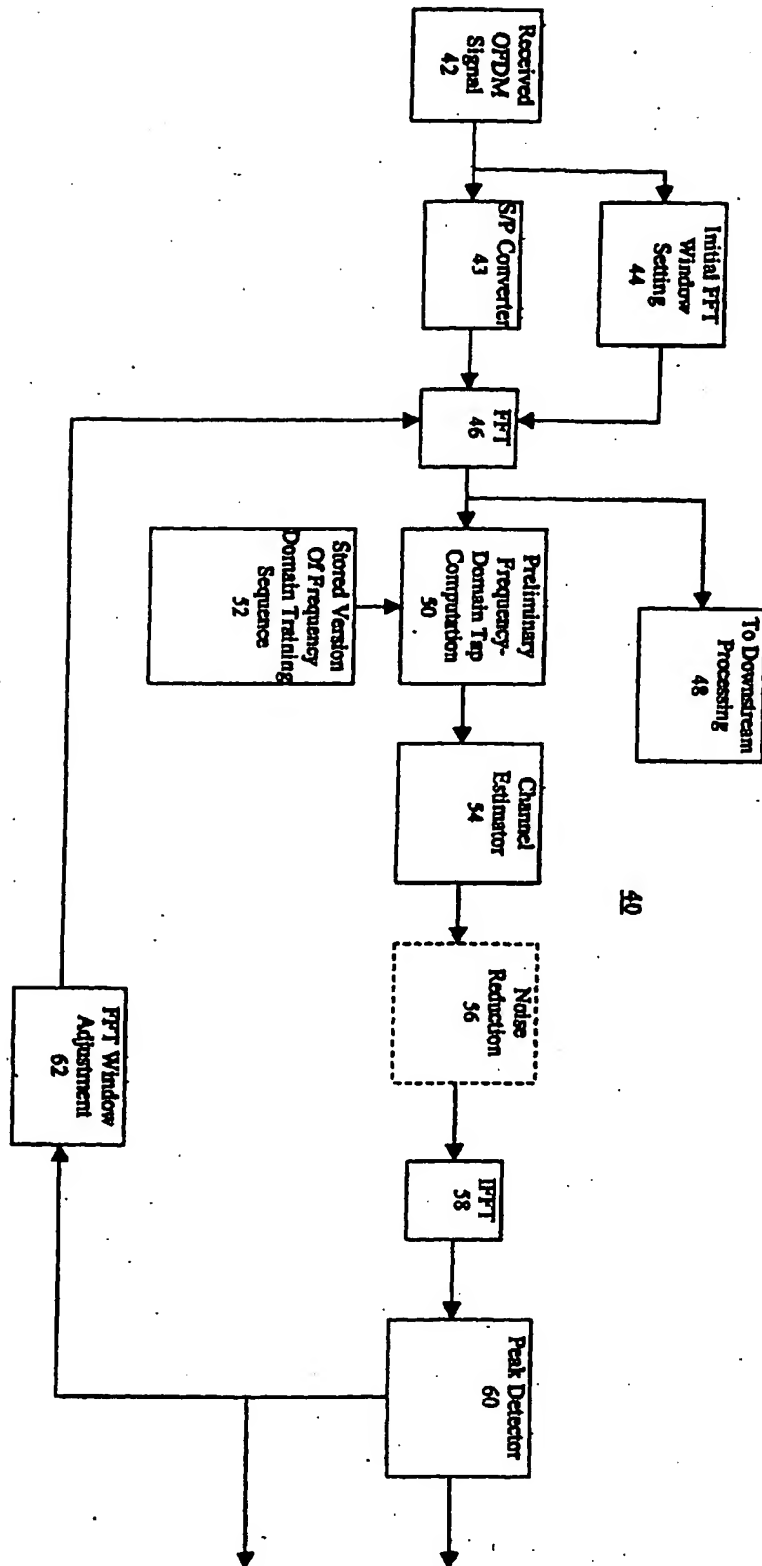 Received
OFDM
Signal
42
Initial FFT
Window
Setting
44
S/P Converter
43
FFT
46
To Downstream
Processing
48
Preliminary
Frequency-
Domain Tap
Computation
50
Stored Version
Of Frequency
Domain Training
Sequence
52
Channel
Estimator
54
40
Noise
Reduction
56
IFFT
58
Peak Detector
60
FFT Window
Adjustment
62